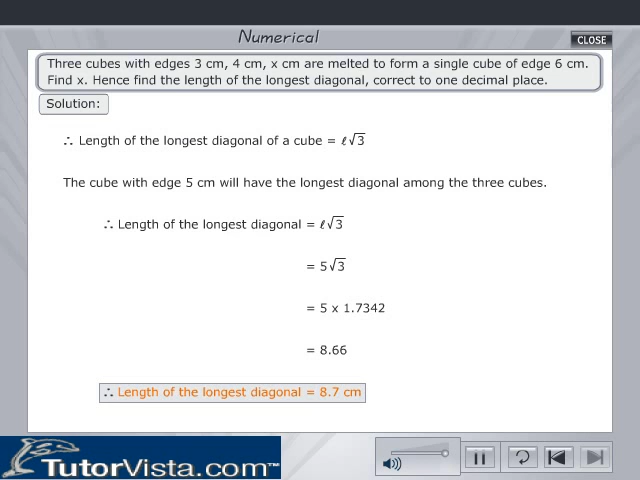 Numerical
CLOSE
Three cubes with edges 3 cm, 4 cm, x cm are melted to form a single cube of edge 6 cm.
Find x. Hence find the length of the longest diagonal, correct to one decimal place.
Solution:
∴ Length of the longest diagonal of a cube = ℓ√3
The cube with edge 5 cm will have the longest diagonal among the three cubes.
∴ Length of the longest diagonal = ℓ√3
= 5√3
= 5 x 1.7342
= 8.66
∴ Length of the longest diagonal = 8.7 cm
TutorVista.com™